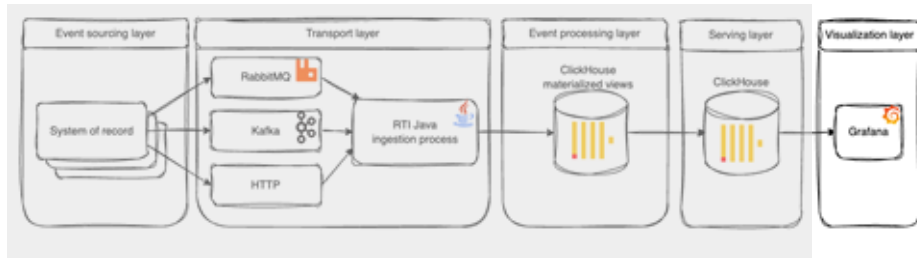 Event sourcing layer
Transport layer
Event processing layer
Serving layer
Visualization layer
System of record
RabbitMQ
Kafka
HTTP
RTI Java
ingestion process
ClickHouse
materialized views
ClickHouse
Grafana